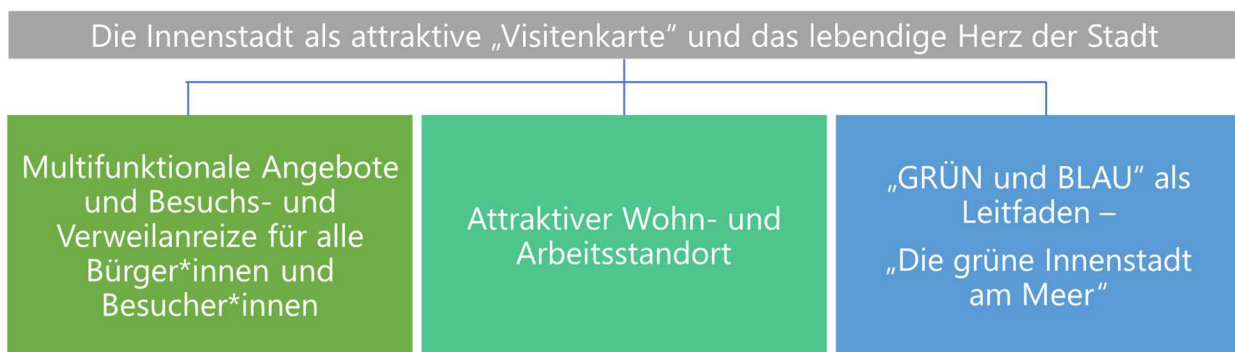 Die Innenstadt als attraktive „Visitenkarte“ und das lebendige Herz der Stadt
Multifunktionale Angebote
und Besuchs- und
Verweilanreize für alle
Bürger*innen und
Besucher*innen
Attraktiver Wohn- und
Arbeitsstandort
„GRÜN und BLAU“ als
Leitfaden –
„Die grüne Innenstadt
am Meer“